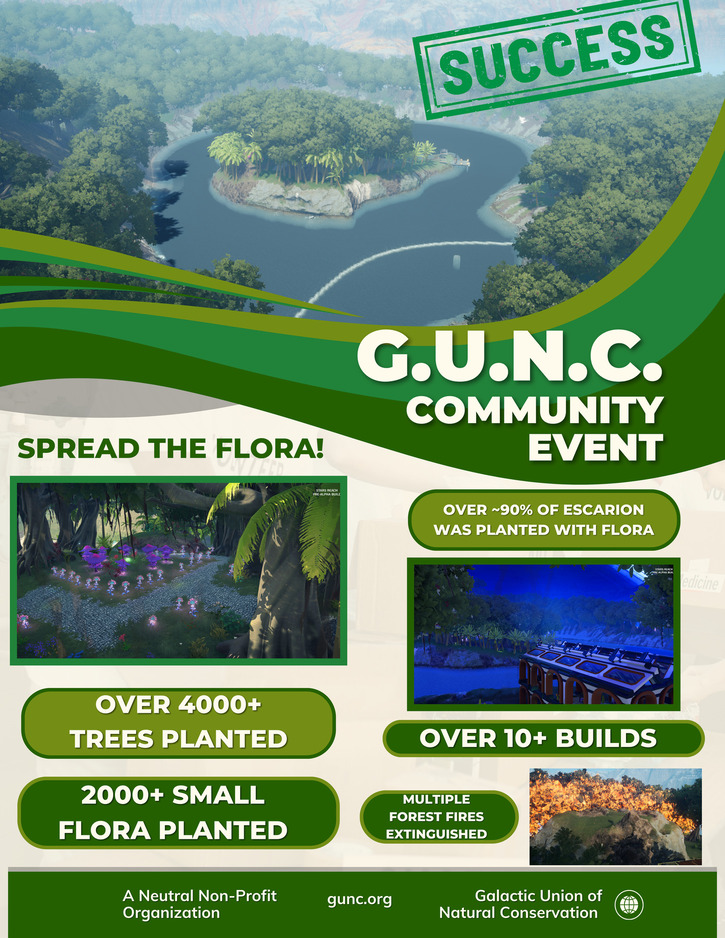 SUCCESS
G.U.N.C.
COMMUNITY
EVENT
SPREAD THE FLORA!
OVER ~90% OF ESCARION
WAS PLANTED WITH FLORA
OVER 4000+
TREES PLANTED
OVER 10+ BUILDS
2000+ SMALL
FLORA PLANTED
MULTIPLE
FOREST FIRES
EXTINGUISHED
A Neutral Non-Profit
Organization
gunc.org
Galactic Union of
Natural Conservation